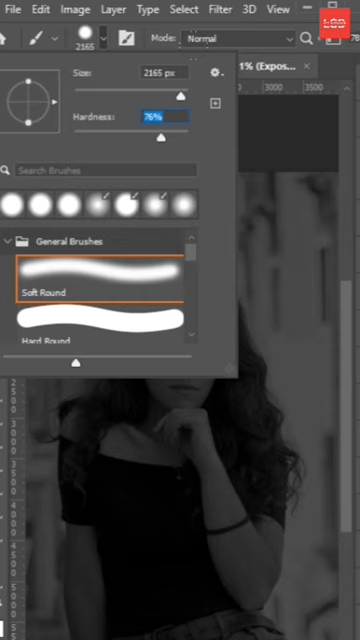 File Edit Image Layer Type Select Filter 3D View
LGD
2165
Mode: Normal
Size: 2165 px
1% (Expos... ×
3000 3500
Hardness: 76%
Search Brushes
General Brushes
Soft Round
Hard Round